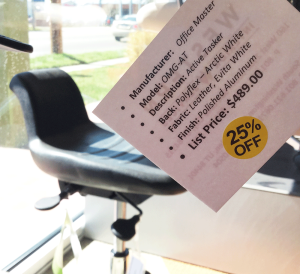 Manufacturer: Office Master
Model: OMG-AT
Description: Active Tasker
Back: Polyflex – Arctic White
Fabric: Leather, Evito White
Finish: Polished Aluminum
List Price: $489.00
25%
OFF